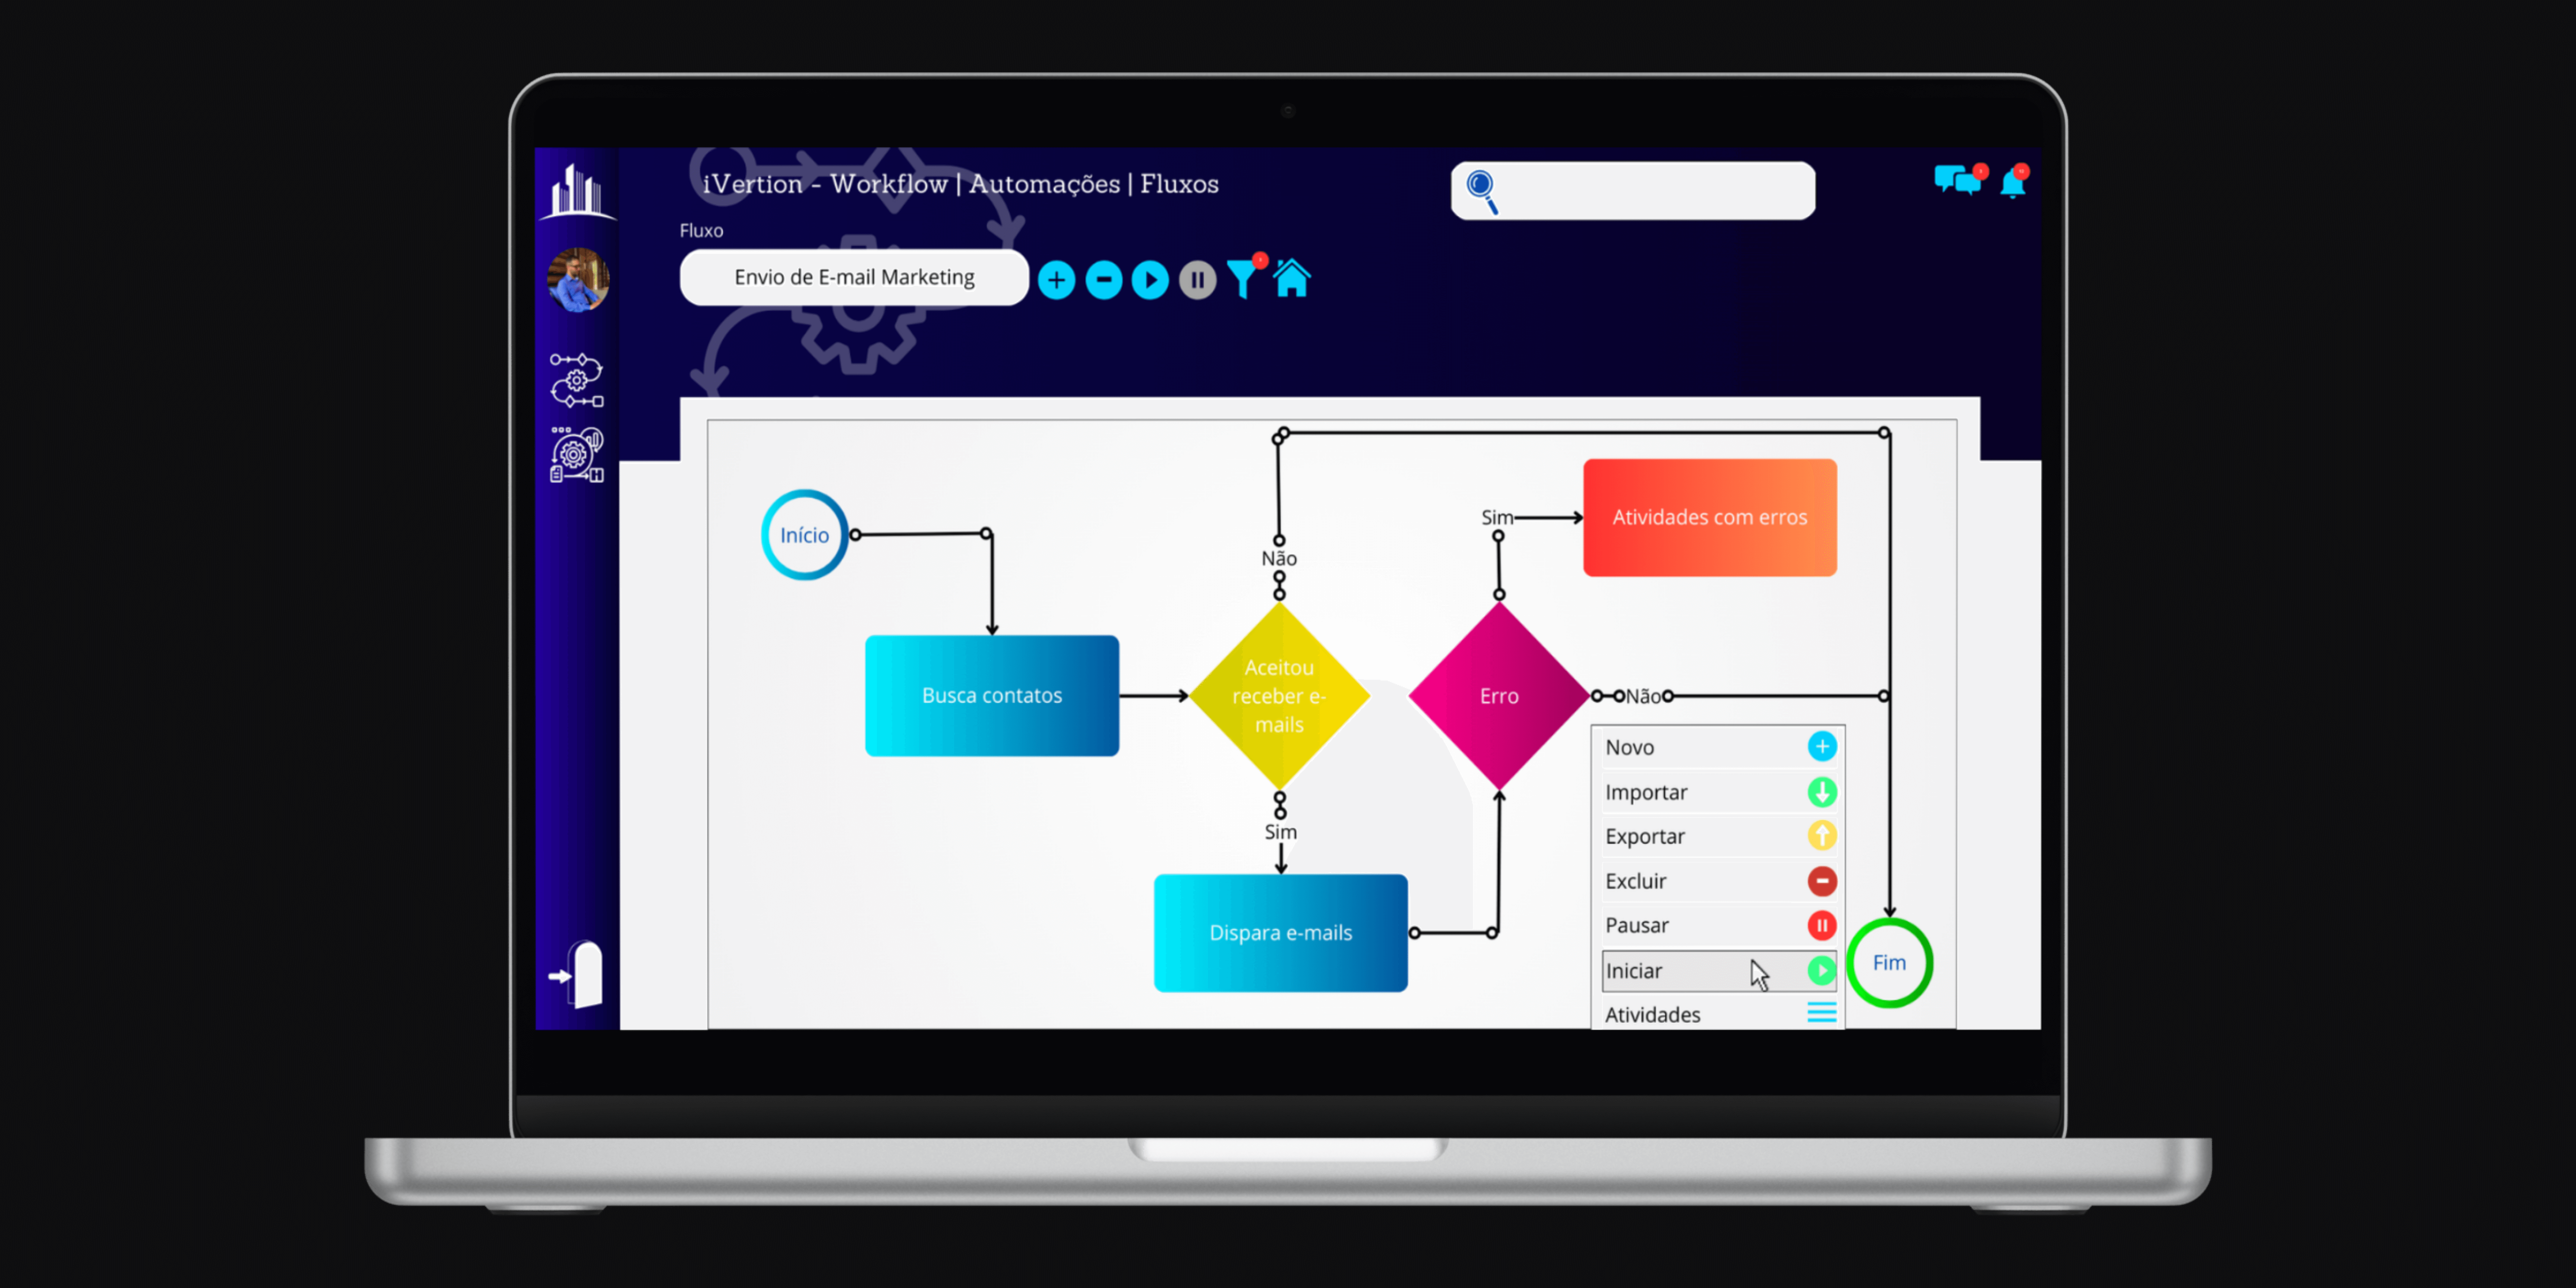 iVertion - Workflow | Automações | Fluxos
Fluxo
Envio de E-mail Marketing
Início
Busca contatos
Não
Aceitou
receber e-
mails
Sim
Dispara e-mails
Sim
Atividades com erros
Erro
Não
Novo
Importar
Exportar
Excluir
Pausar
Iniciar
Atividades
Fim